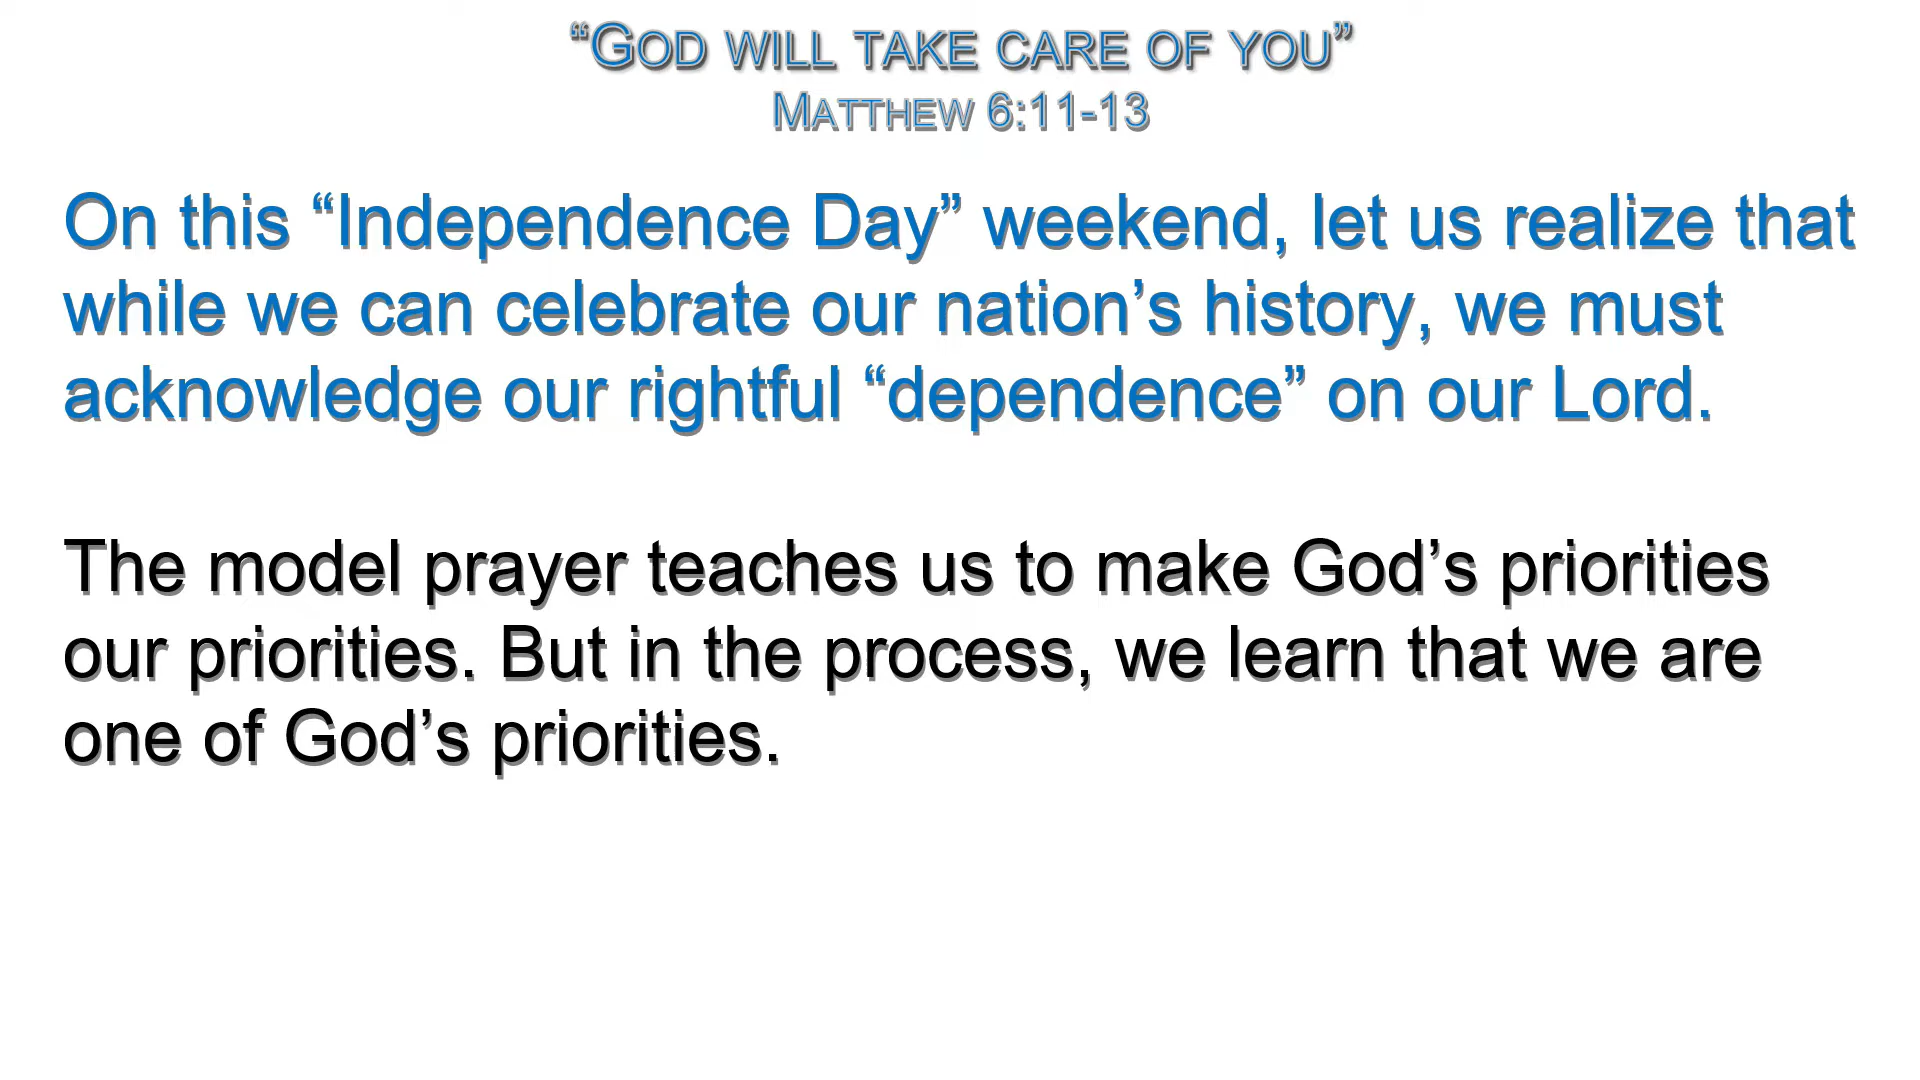 “God will take care of you”
Matthew 6:11-13
On this “Independence Day” weekend, let us realize that
while we can celebrate our nation’s history, we must
acknowledge our rightful “dependence” on our Lord.
The model prayer teaches us to make God’s priorities
our priorities. But in the process, we learn that we are
one of God’s priorities.